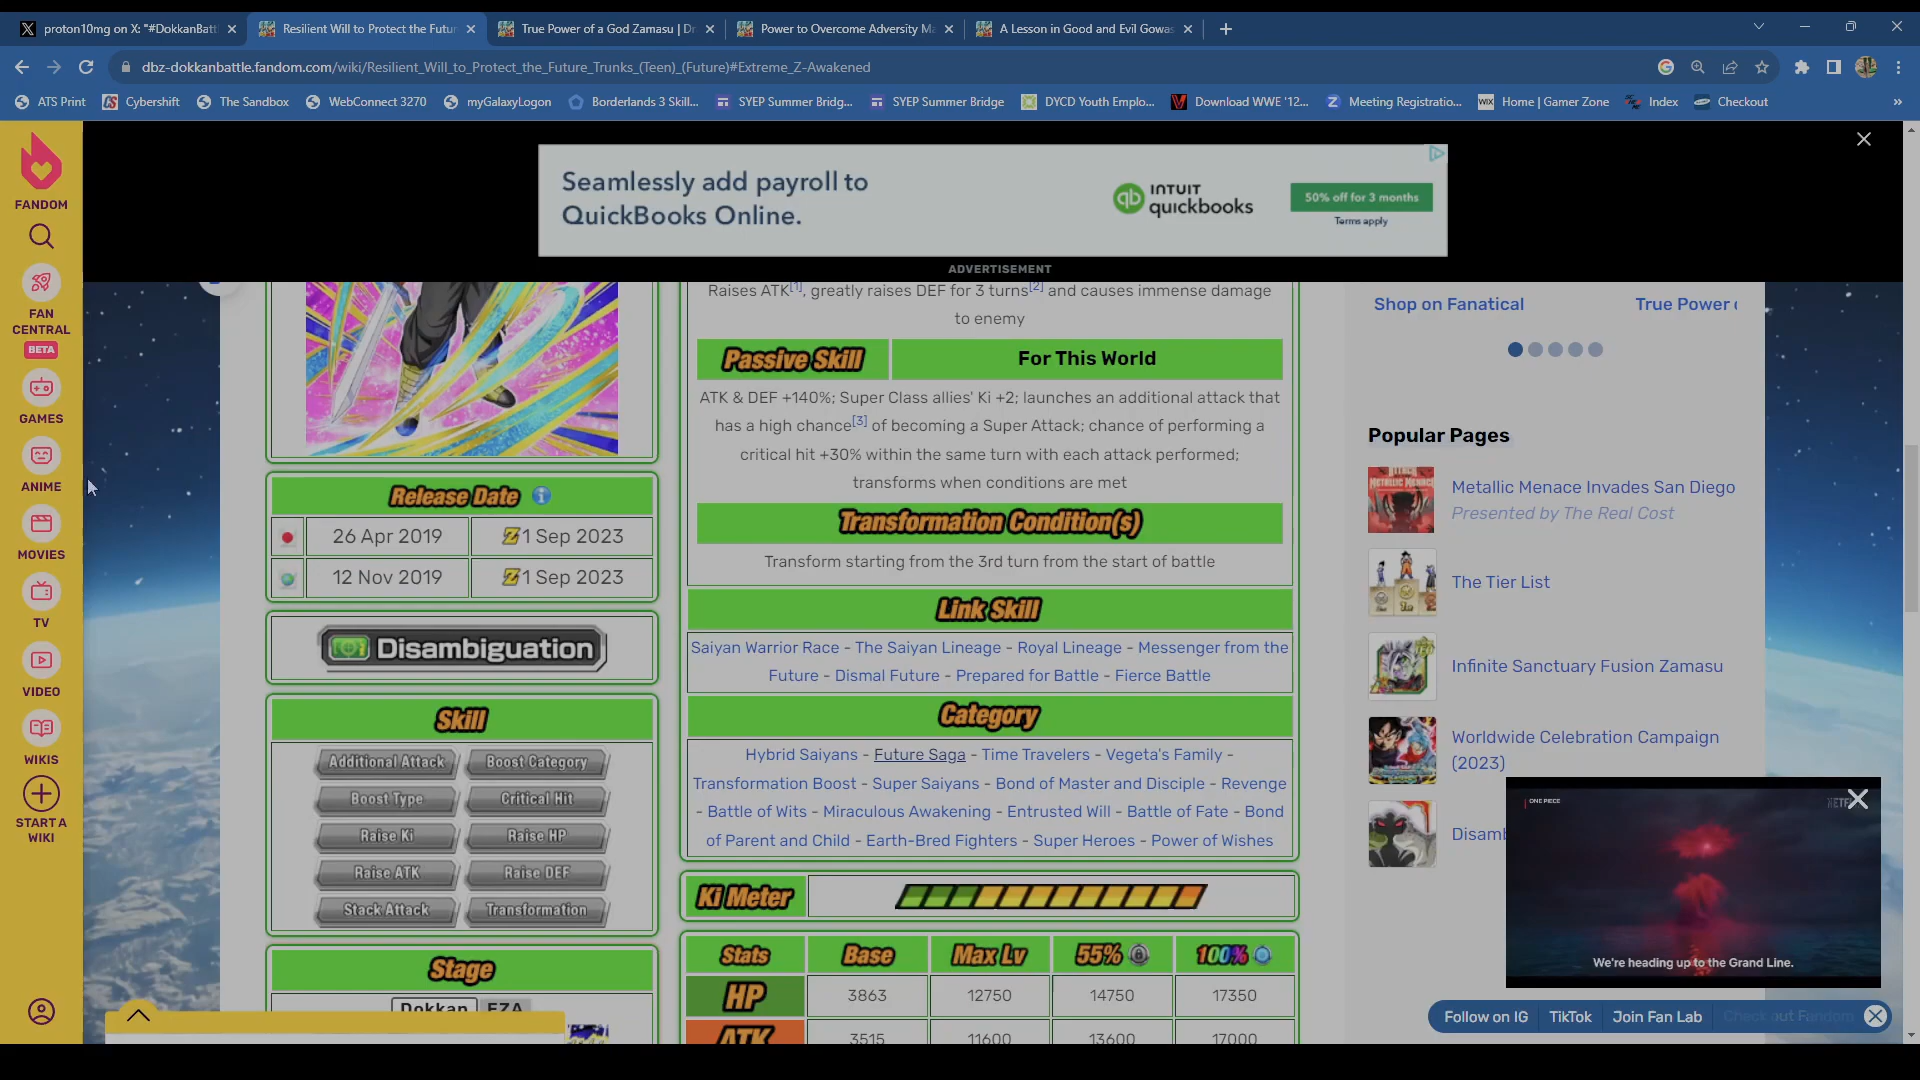 proton10mg on X: "#DokkanBatt
Resilient Will to Protect the Futur
True Power of a God Zamasu | Dr
Power to Overcome Adversity Ma
A Lesson in Good and Evil Gowas
dbz-dokkanbattle.fandom.com/wiki/Resilient_Will_to_Protect_the_Future_Trunks_(Teen)_(Future)#Extreme_Z-Awakened
ATS Print
Cybershift
The Sandbox
WebConnect 3270
myGalaxyLogon
Borderlands 3 Skill...
SYEP Summer Bridg...
SYEP Summer Bridge
DYCD Youth Emplo...
Download WWE '12...
Meeting Registratio...
WIX
Home | Gamer Zone
Index
Checkout
»
FANDOM
FAN
CENTRAL
BETA
GAMES
ANIME
MOVIES
TV
VIDEO
WIKIS
START A
WIKI
Seamlessly add payroll to
QuickBooks Online.
qb
INTUIT
quickbooks
50% off for 3 months
Terms apply
ADVERTISEMENT
Release Date
26 Apr 2019
Z 1 Sep 2023
12 Nov 2019
Z 1 Sep 2023
Disambiguation
Skill
Additional Attack
Boost Category
Boost Type
Critical Hit
Raise Ki
Raise HP
Raise ATK
Raise DEF
Stack Attack
Transformation
Stage
Dokkan
EZA
Raises ATK[1], greatly raises DEF for 3 turns[2] and causes immense damage
to enemy
Passive Skill
For This World
ATK & DEF +140%; Super Class allies' Ki +2; launches an additional attack that
has a high chance[3] of becoming a Super Attack; chance of performing a
critical hit +30% within the same turn with each attack performed;
transforms when conditions are met
Transformation Condition(s)
Transform starting from the 3rd turn from the start of battle
Link Skill
Saiyan Warrior Race - The Saiyan Lineage - Royal Lineage - Messenger from the
Future - Dismal Future - Prepared for Battle - Fierce Battle
Category
Hybrid Saiyans - Future Saga - Time Travelers - Vegeta's Family -
Transformation Boost - Super Saiyans - Bond of Master and Disciple - Revenge
- Battle of Wits - Miraculous Awakening - Entrusted Will - Battle of Fate - Bond
of Parent and Child - Earth-Bred Fighters - Super Heroes - Power of Wishes
Ki Meter
Stats
Base
Max Lv
55%
100%
HP
3863
12750
14750
17350
ATK
3515
11600
13600
17000
Shop on Fanatical
True Power o
Popular Pages
Metallic Menace Invades San Diego
Presented by The Real Cost
The Tier List
Infinite Sanctuary Fusion Zamasu
Worldwide Celebration Campaign
(2023)
Disamb
ONE PIECE
NETF
We're heading up to the Grand Line.
Follow on IG
TikTok
Join Fan Lab
Check out Fandom